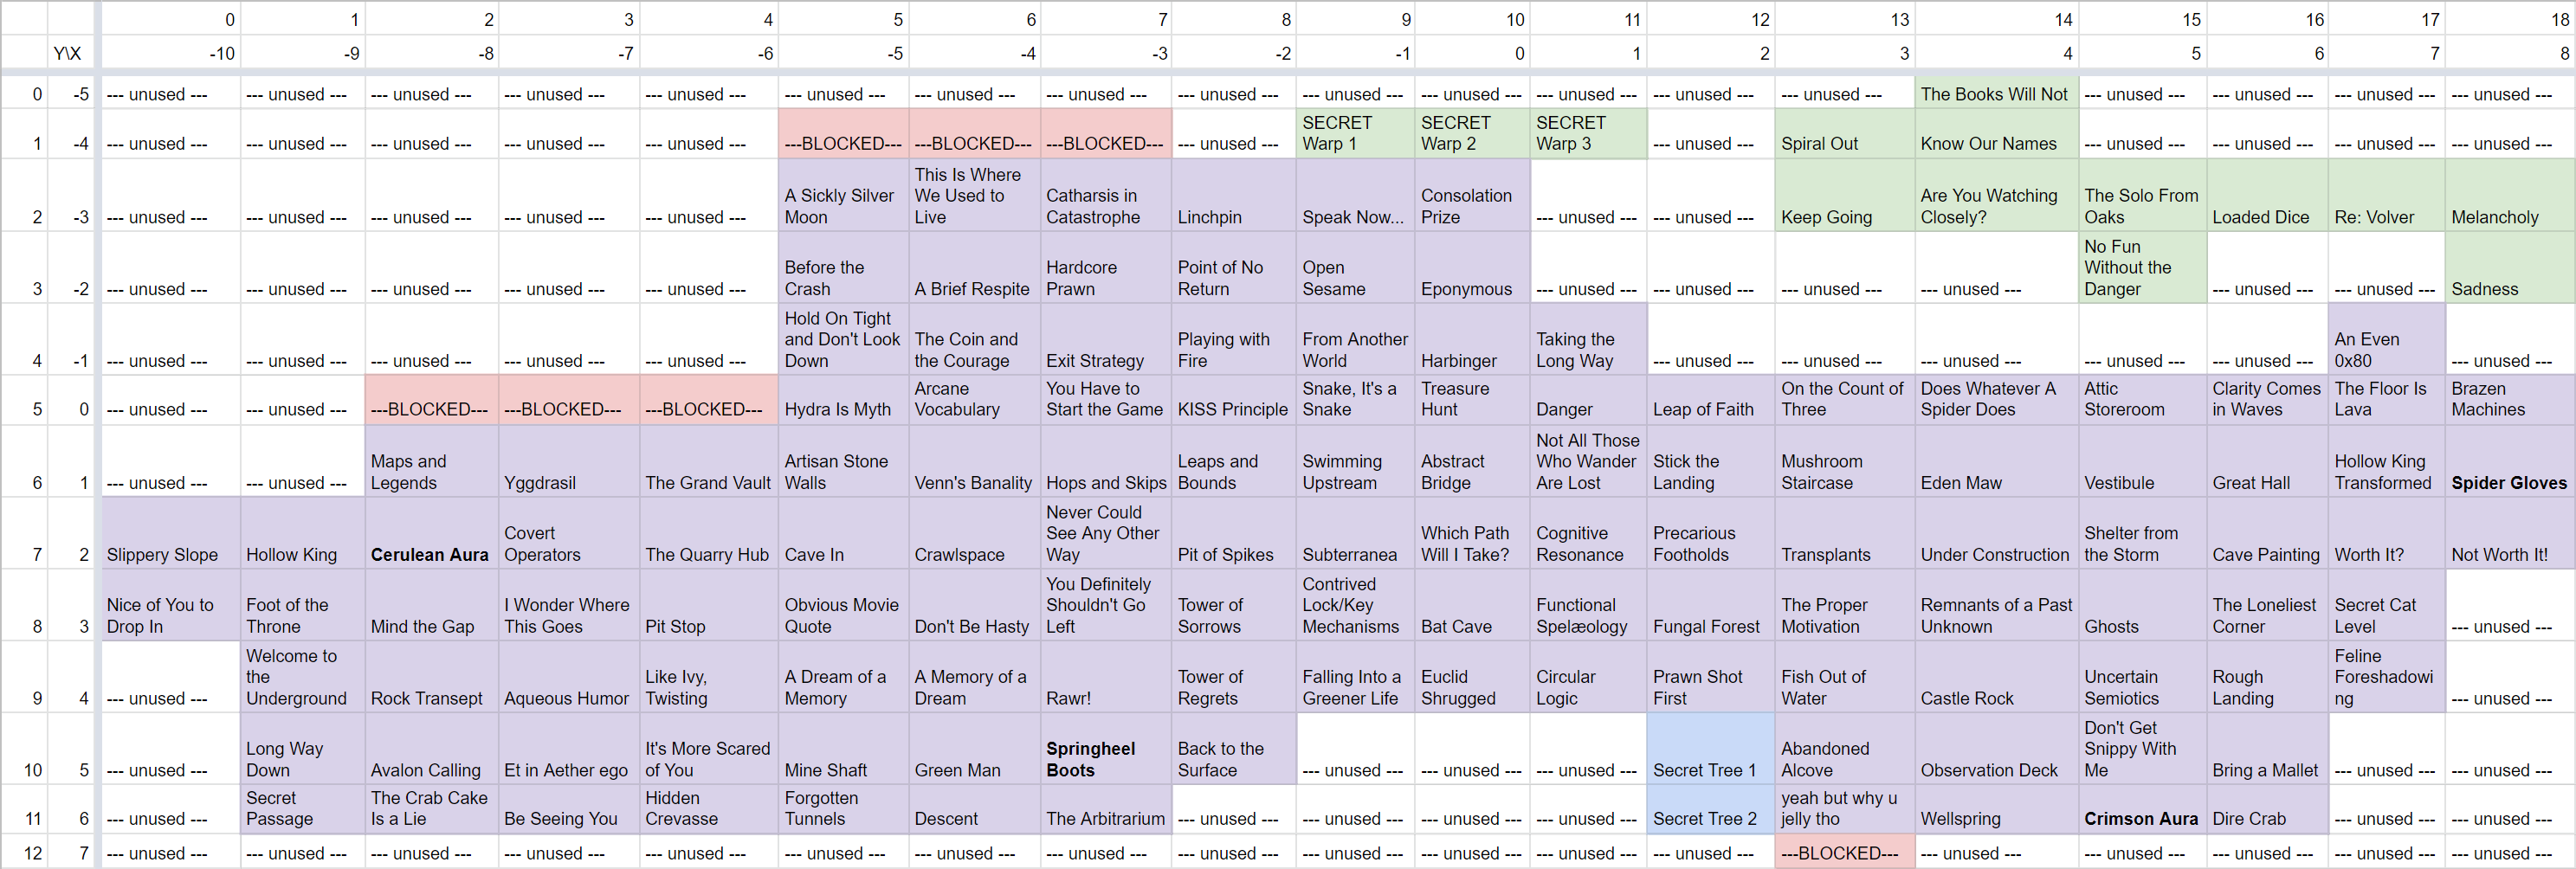 0 1 2 3 4 5 6 7 8 9 10 11 12 13 14 15 16 17 18
Y\X -10 -9 -8 -7 -6 -5 -4 -3 -2 -1 0 1 2 3 4 5 6 7 8
0 -5 --- unused --- --- unused --- --- unused --- --- unused --- --- unused --- --- unused --- --- unused --- --- unused --- --- unused --- --- unused --- --- unused --- --- unused --- --- unused --- --- unused --- The Books Will Not --- unused --- --- unused --- --- unused --- --- unused ---
1 -4 --- unused --- --- unused --- --- unused --- --- unused --- --- unused --- ---BLOCKED--- ---BLOCKED--- ---BLOCKED--- --- unused --- SECRET Warp 1 SECRET Warp 2 SECRET Warp 3 --- unused --- Spiral Out Know Our Names --- unused --- --- unused --- --- unused --- --- unused ---
2 -3 --- unused --- --- unused --- --- unused --- --- unused --- --- unused --- A Sickly Silver Moon This Is Where We Used to Live Catharsis in Catastrophe Linchpin Speak Now... Consolation Prize --- unused --- --- unused --- Keep Going Are You Watching Closely? The Solo From Oaks Loaded Dice Re: Volver Melancholy
3 -2 --- unused --- --- unused --- --- unused --- --- unused --- --- unused --- Before the Crash A Brief Respite Hardcore Prawn Point of No Return Open Sesame Eponymous --- unused --- --- unused --- --- unused --- --- unused --- No Fun Without the Danger --- unused --- --- unused --- Sadness
4 -1 --- unused --- --- unused --- --- unused --- --- unused --- --- unused --- Hold On Tight and Don't Look Down The Coin and the Courage Exit Strategy Playing with Fire From Another World Harbinger Taking the Long Way --- unused --- --- unused --- --- unused --- --- unused --- --- unused --- An Even 0x80 --- unused ---
5 0 --- unused --- --- unused --- ---BLOCKED--- ---BLOCKED--- ---BLOCKED--- Hydra Is Myth Arcane Vocabulary You Have to Start the Game KISS Principle Snake, It's a Snake Treasure Hunt Danger Leap of Faith On the Count of Three Does Whatever A Spider Does Attic Storeroom Clarity Comes in Waves The Floor Is Lava Brazen Machines
6 1 --- unused --- --- unused --- Maps and Legends Yggdrasil The Grand Vault Artisan Stone Walls Venn's Banality Hops and Skips Leaps and Bounds Swimming Upstream Abstract Bridge Not All Those Who Wander Are Lost Stick the Landing Mushroom Staircase Eden Maw Vestibule Great Hall Hollow King Transformed Spider Gloves
7 2 Slippery Slope Hollow King Cerulean Aura Covert Operators The Quarry Hub Cave In Crawlspace Never Could See Any Other Way Pit of Spikes Subterranea Which Path Will I Take? Cognitive Resonance Precarious Footholds Transplants Under Construction Shelter from the Storm Cave Painting Worth It? Not Worth It!
8 3 Nice of You to Drop In Foot of the Throne Mind the Gap I Wonder Where This Goes Pit Stop Obvious Movie Quote Don't Be Hasty You Definitely Shouldn't Go Left Tower of Sorrows Contrived Lock/Key Mechanisms Bat Cave Functional Spelæology Fungal Forest The Proper Motivation Remnants of a Past Unknown Ghosts The Loneliest Corner Secret Cat Level --- unused ---
9 4 --- unused --- Welcome to the Underground Rock Transept Aqueous Humor Like Ivy, Twisting A Dream of a Memory A Memory of a Dream Rawr! Tower of Regrets Falling Into a Greener Life Euclid Shrugged Circular Logic Prawn Shot First Fish Out of Water Castle Rock Uncertain Semiotics Rough Landing Feline Foreshadowing --- unused ---
10 5 --- unused --- Long Way Down Avalon Calling Et in Aether ego It's More Scared of You Mine Shaft Green Man Springheel Boots Back to the Surface --- unused --- --- unused --- --- unused --- Secret Tree 1 Abandoned Alcove Observation Deck Don't Get Snippy With Me Bring a Mallet --- unused --- --- unused ---
11 6 --- unused --- Secret Passage The Crab Cake Is a Lie Be Seeing You Hidden Crevasse Forgotten Tunnels Descent The Arbitrarium --- unused --- --- unused --- --- unused --- --- unused --- Secret Tree 2 yeah but why u jelly tho Wellspring Crimson Aura Dire Crab --- unused --- --- unused ---
12 7 --- unused --- --- unused --- --- unused --- --- unused --- --- unused --- --- unused --- --- unused --- --- unused --- --- unused --- --- unused --- --- unused --- --- unused --- --- unused --- ---BLOCKED--- --- unused --- --- unused --- --- unused --- --- unused --- --- unused ---